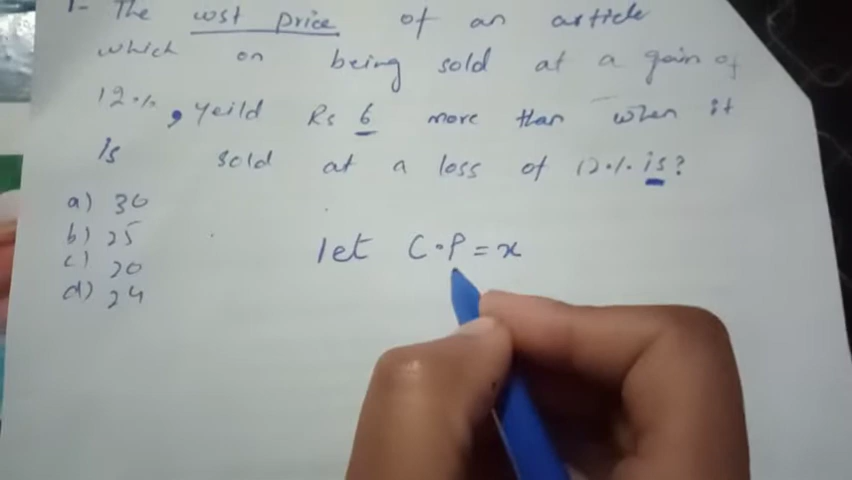 1- The cost price of an article
which on being sold at a gain of
12%, yeild Rs 6 more than when it
is sold at a loss of 12% is?
a) 30
b) 25
c) 20
d) 24
let C.P = x